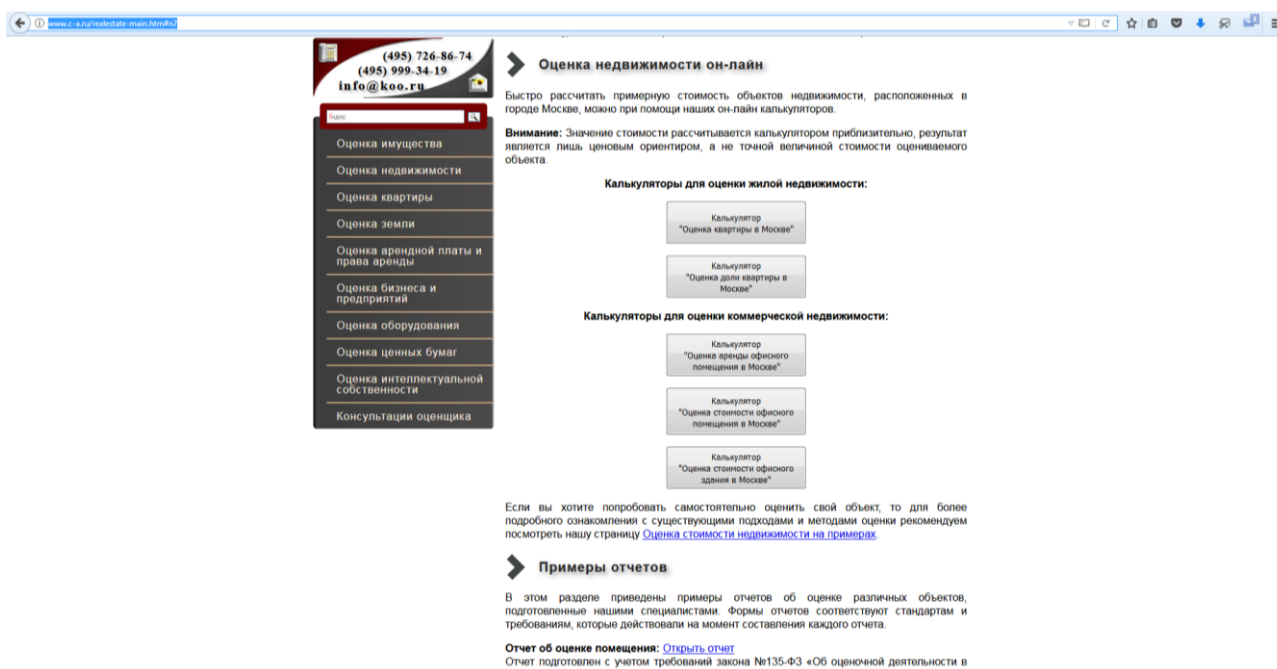 www.c-a.ru/realestate-main.htm#n2
(495) 726-86-74
(495) 999-34-19
info@koo.ru
Яндекс
Оценка имущества
Оценка недвижимости
Оценка квартиры
Оценка земли
Оценка арендной платы и
права аренды
Оценка бизнеса и
предприятий
Оценка оборудования
Оценка ценных бумаг
Оценка интеллектуальной
собственности
Консультации оценщика
Оценка недвижимости он-лайн
Быстро рассчитать примерную стоимость объектов недвижимости, расположенных в
городе Москве, можно при помощи наших он-лайн калькуляторов.
Внимание: Значение стоимости рассчитывается калькулятором приблизительно, результат
является лишь ценовым ориентиром, а не точной величиной стоимости оцениваемого
объекта.
Калькуляторы для оценки жилой недвижимости:
Калькулятор
"Оценка квартиры в Москве"
Калькулятор
"Оценка доли квартиры в
Москве"
Калькуляторы для оценки коммерческой недвижимости:
Калькулятор
"Оценка аренды офисного
помещения в Москве"
Калькулятор
"Оценка стоимости офисного
помещения в Москве"
Калькулятор
"Оценка стоимости офисного
здания в Москве"
Если вы хотите попробовать самостоятельно оценить свой объект, то для более
подробного ознакомления с существующими подходами и методами оценки рекомендуем
посмотреть нашу страницу Оценка стоимости недвижимости на примерах.
Примеры отчетов
В этом разделе приведены примеры отчетов об оценке различных объектов,
подготовленные нашими специалистами. Формы отчетов соответствуют стандартам и
требованиям, которые действовали на момент составления каждого отчета.
Отчет об оценке помещения: Открыть отчет
Отчет подготовлен с учетом требований закона №135-ФЗ «Об оценочной деятельности в